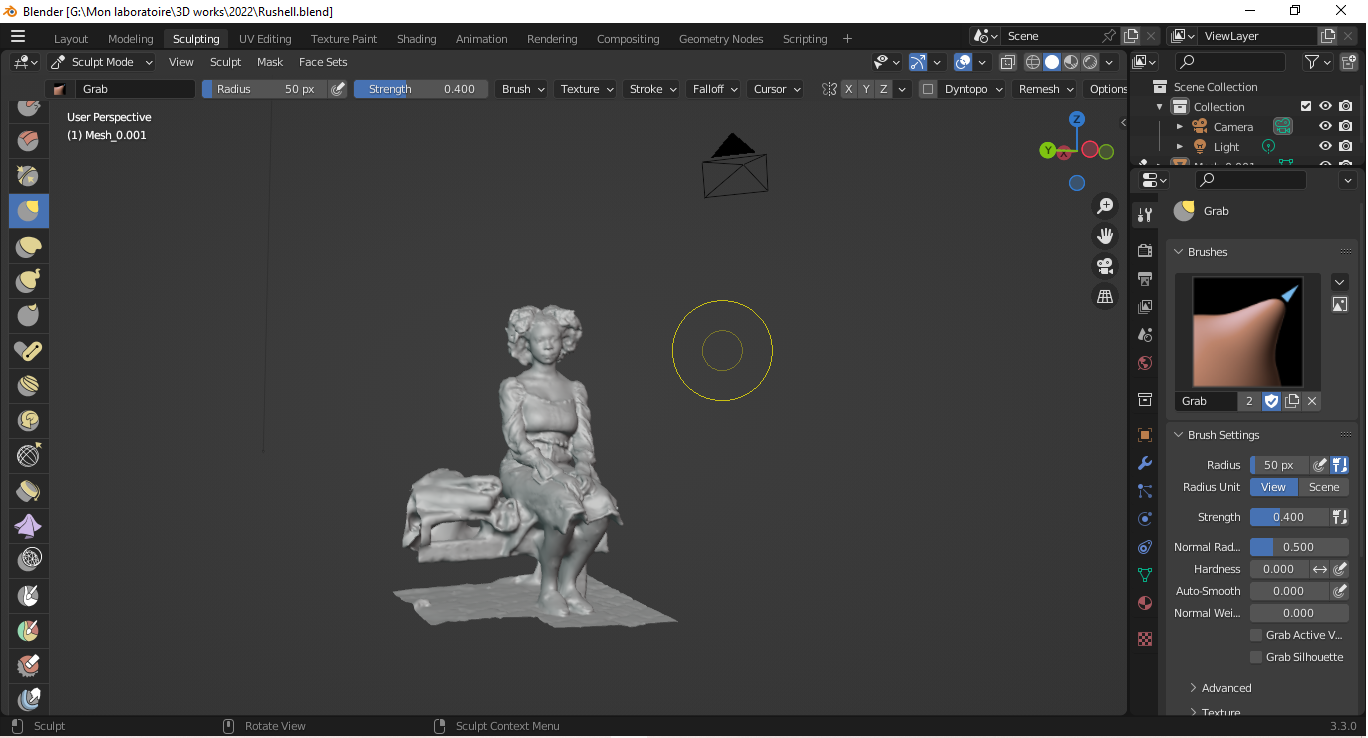 Blender [G:\Mon laboratoire\3D works\2022\Rushell.blend]
Layout Modeling Sculpting UV Editing Texture Paint Shading Animation Rendering Compositing Geometry Nodes Scripting + Scene ViewLayer
Sculpt Mode View Sculpt Mask Face Sets
Grab Radius 50 px Strength 0.400 Brush Texture Stroke Falloff Cursor X Y Z Dyntopo Remesh Options
User Perspective
(1) Mesh_0.001
Z
Y
X
Scene Collection
Collection
Camera
Light
Mesh_0.001
Grab
Brushes
Grab 2
Brush Settings
Radius 50 px
Radius Unit View Scene
Strength 0.400
Normal Rad... 0.500
Hardness 0.000
Auto-Smooth 0.000
Normal Wei... 0.000
Grab Active V...
Grab Silhouette
Advanced
Texture
Sculpt Rotate View Sculpt Context Menu 3.3.0